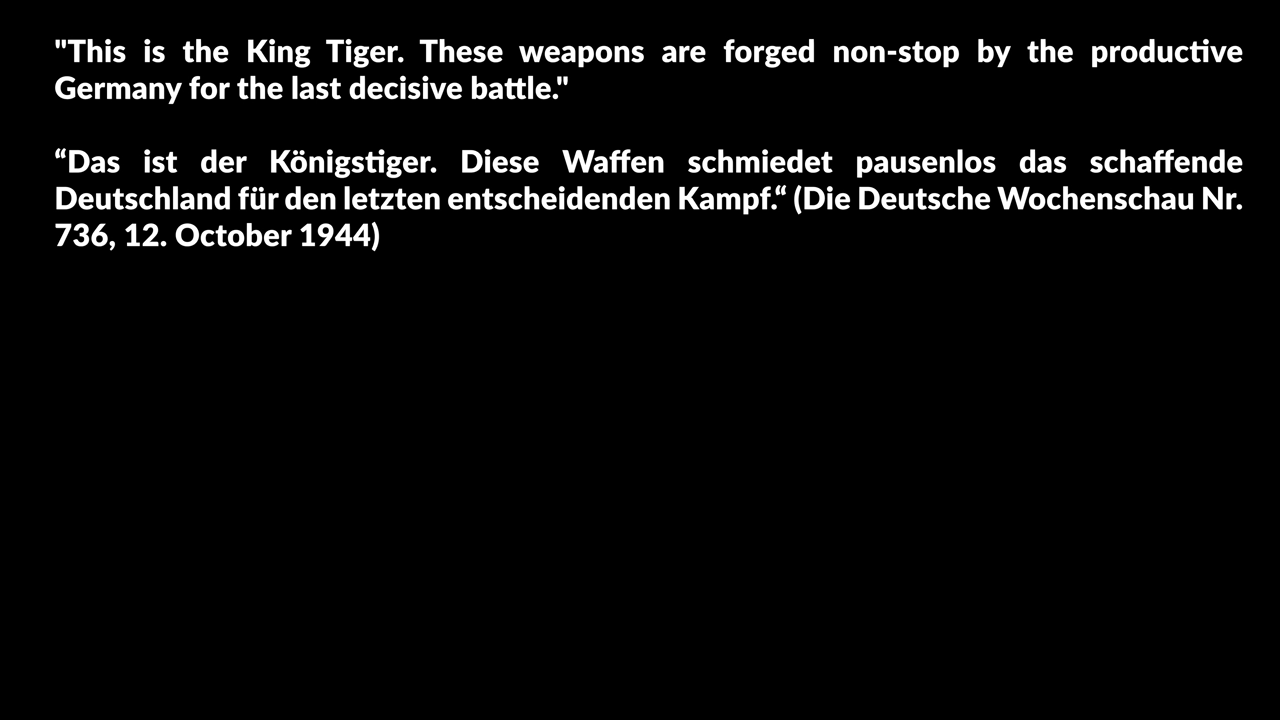 "This is the King Tiger. These weapons are forged non-stop by the productive
Germany for the last decisive battle."
“Das ist der Königstiger. Diese Waffen schmiedet pausenlos das schaffende
Deutschland für den letzten entscheidenden Kampf.“ (Die Deutsche Wochenschau Nr.
736, 12. October 1944)